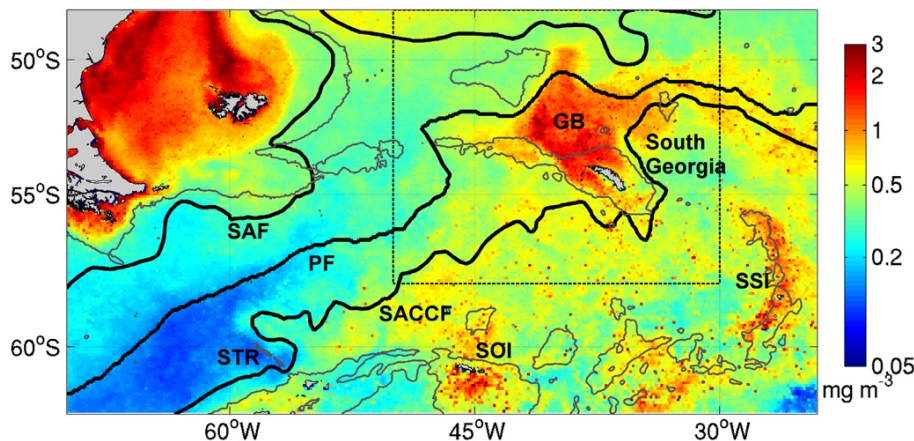 50°S
55°S
60°S
60°W
45°W
30°W
GB
South
Georgia
SAF
PF
SSI
SACCF
STR
SOI
3
2
1
0.5
0.2
0.05
mg m⁻³